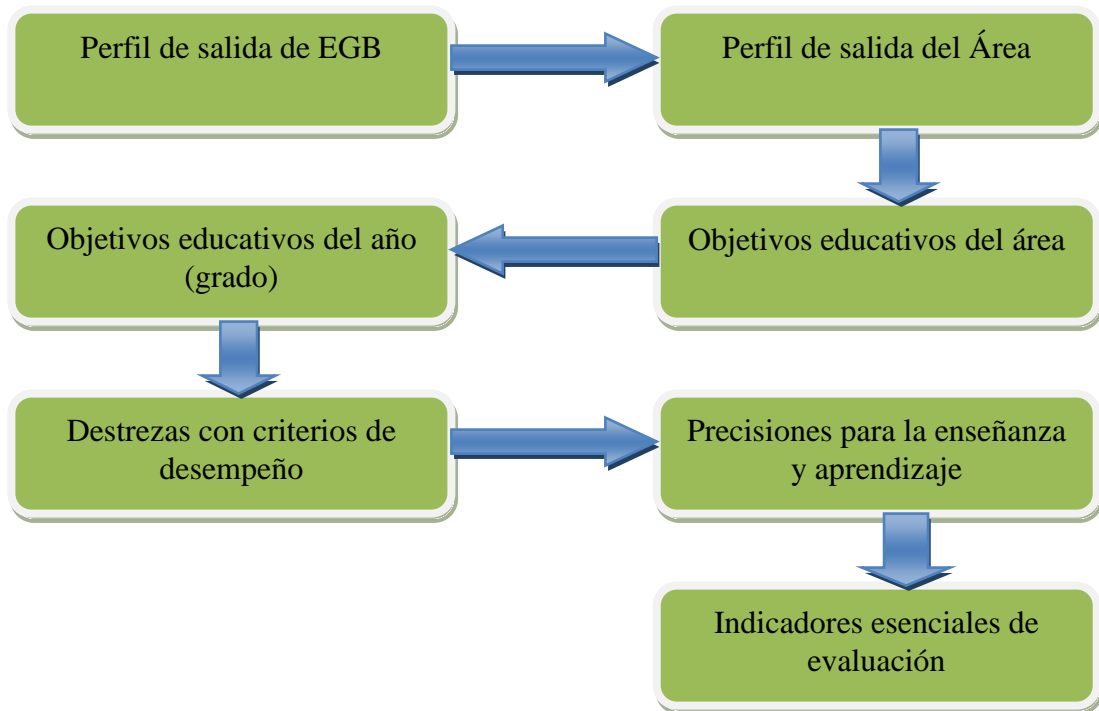 Perfil de salida de EGB
Perfil de salida del Área
Objetivos educativos del año
(grado)
Objetivos educativos del área
Destrezas con criterios de
desempeño
Precisiones para la enseñanza
y aprendizaje
Indicadores esenciales de
evaluación